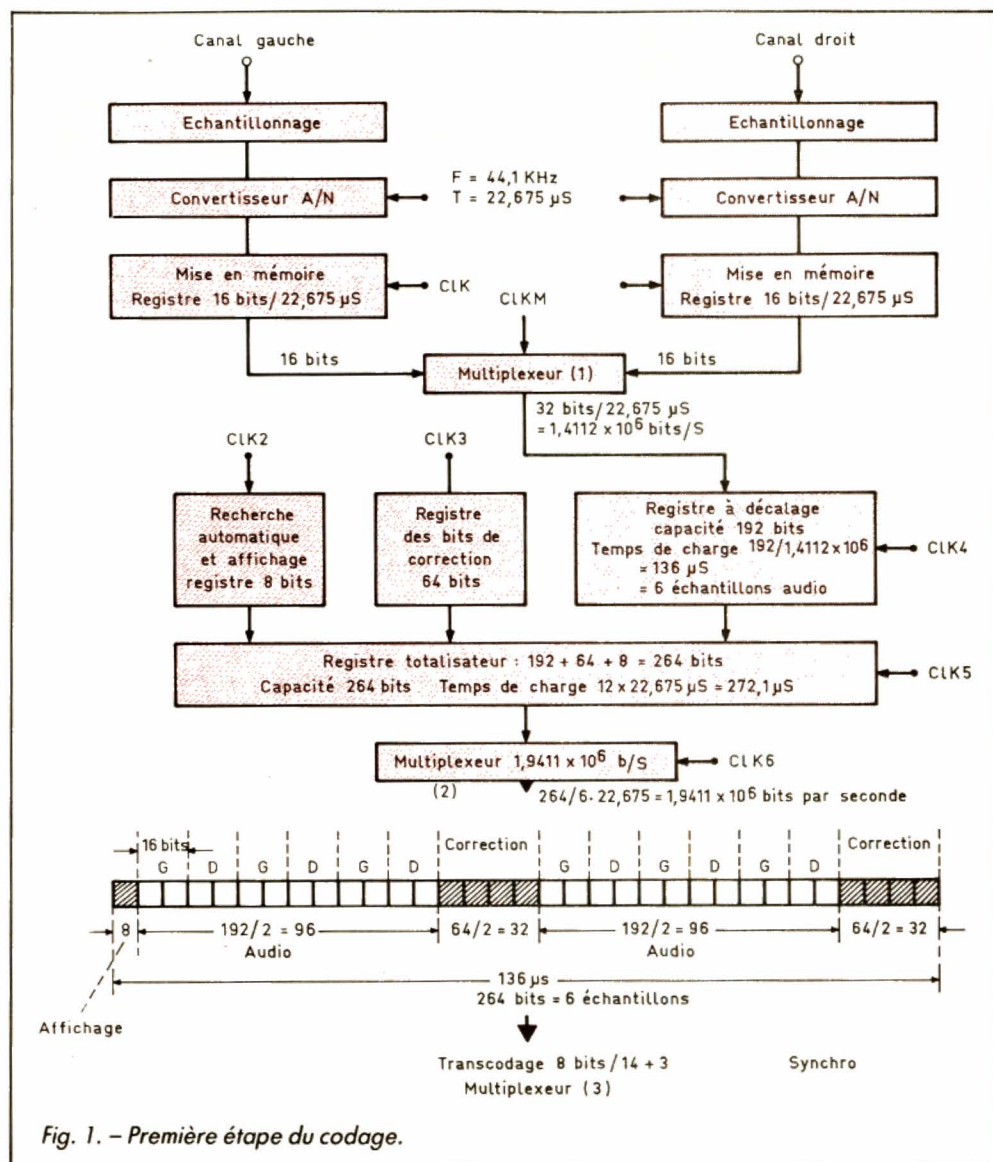 Canal gauche
Canal droit
Echantillonnage
Echantillonnage
Convertisseur A/N
F = 44,1 KHz
T = 22,675 µS
Convertisseur A/N
Mise en mémoire
Registre 16 bits/22,675 µS
ClK
Mise en mémoire
Registre 16 bits/22,675 µS
CLKM
16 bits
Multiplexeur (1)
16 bits
32 bits/22,675 µS
= 1,4112 x 10⁶ bits/S
ClK2
ClK3
Recherche
automatique
et affichage
registre 8 bits
Registre
des bits de
correction
64 bits
Registre à décalage
capacité 192 bits
Temps de charge 192/1,4112 x 10⁶
= 136 µS
= 6 échantillons audio
ClK4
Registre totalisateur : 192 + 64 + 8 = 264 bits
Capacité 264 bits Temps de charge 12 x 22,675 µS = 272,1 µS
ClK5
Multiplexeur 1,9411 x 10⁶ b/S
ClK6
(2)
264/6. 22,675 = 1,9411 x 10⁶ bits par seconde
16 bits
Correction
Correction
G D G D G D
G D G D G D
8
192/2 = 96
64/2 = 32
192/2 = 96
64/2 = 32
Audio
Audio
136 µs
264 bits = 6 échantillons
Affichage
Transcodage 8 bits/14 + 3
Synchro
Multiplexeur (3)
Fig. 1. – Première étape du codage.